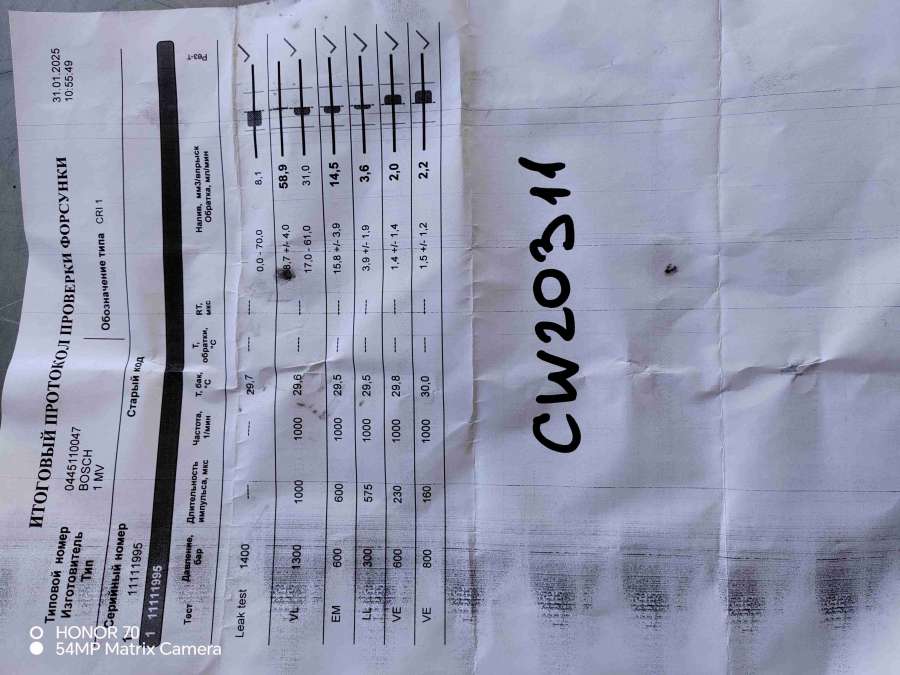 ИТОГОВЫЙ ПРОТОКОЛ ПРОВЕРКИ ФОРСУНКИ
31.01.2025
10:55:49
Типовой номер 0445110047
Изготовитель BOSCH
Тип 1 MV
Обозначение типа CRI 1
Серийный номер Старый код
1 11111995
1 11111995
Тест Давление, бар Длительность импульса, мкс Частота, 1/мин Т, бак, °C Т, обратки, °C RT, мкс Налив, мм3/впрыск Обратка, мл/мин Рез-т
Leak test 1400 ---- ---- 29,7 ---- ---- 0,0 - 70,0 8,1 ✓
VL 1300 1000 1000 29,6 ---- ---- 8,7 +/- 4,0 58,9 ✓
17,0 - 61,0 31,0
EM 600 600 1000 29,5 ---- ---- 15,8 +/- 3,9 14,5 ✓
LL 300 575 1000 29,5 ---- ---- 3,9 +/- 1,9 3,6 ✓
VE 600 230 1000 29,8 ---- ---- 1,4 +/- 1,4 2,0 ✓
VE 800 160 1000 30,0 ---- ---- 1,5 +/- 1,2 2,2 ✓
CW20311
HONOR 70
54MP Matrix Camera